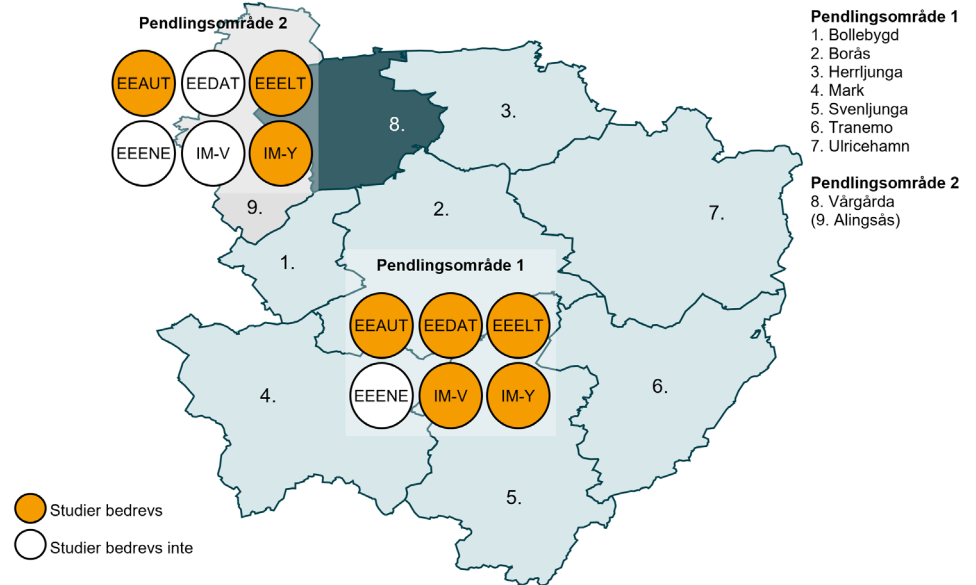 Pendlingsområde 2
EEAUT EEDAT EEELT
EEENE IM-V IM-Y
8.
3.
9.
2.
7.
1.
Pendlingsområde 1
EEAUT EEDAT EEELT
EEENE IM-V IM-Y
4.
6.
5.
Studier bedrevs
Studier bedrevs inte
Pendlingsområde 1
1. Bollebygd
2. Borås
3. Herrljunga
4. Mark
5. Svenljunga
6. Tranemo
7. Ulricehamn
Pendlingsområde 2
8. Vårgårda
(9. Alingsås)